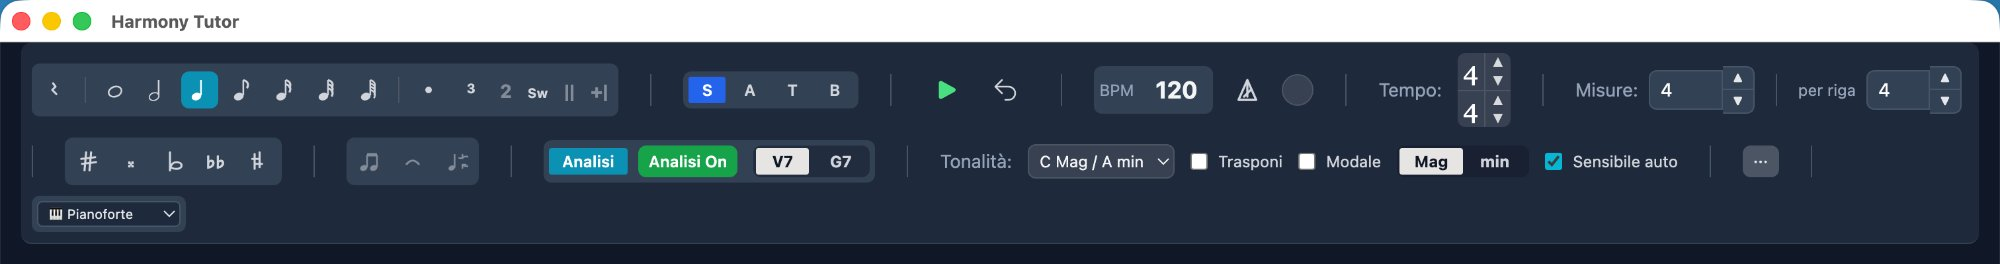 Harmony Tutor
3 2 Sw S A T B BPM 120 Tempo: 4 4 Misure: 4 per riga 4
Analisi Analisi On V7 G7 Tonalità: C Mag / A min Trasponi Modale Mag min Sensibile auto ...
Pianoforte